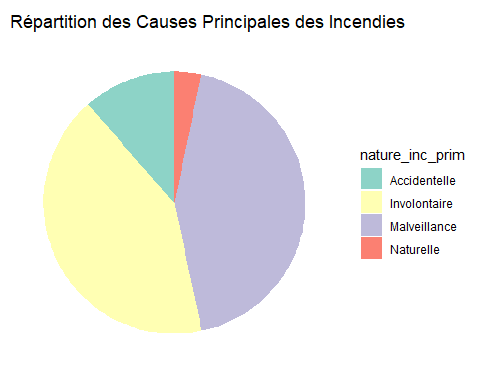 Répartition des Causes Principales des Incendies
nature_inc_prim
Accidentelle
Involontaire
Malveillance
Naturelle